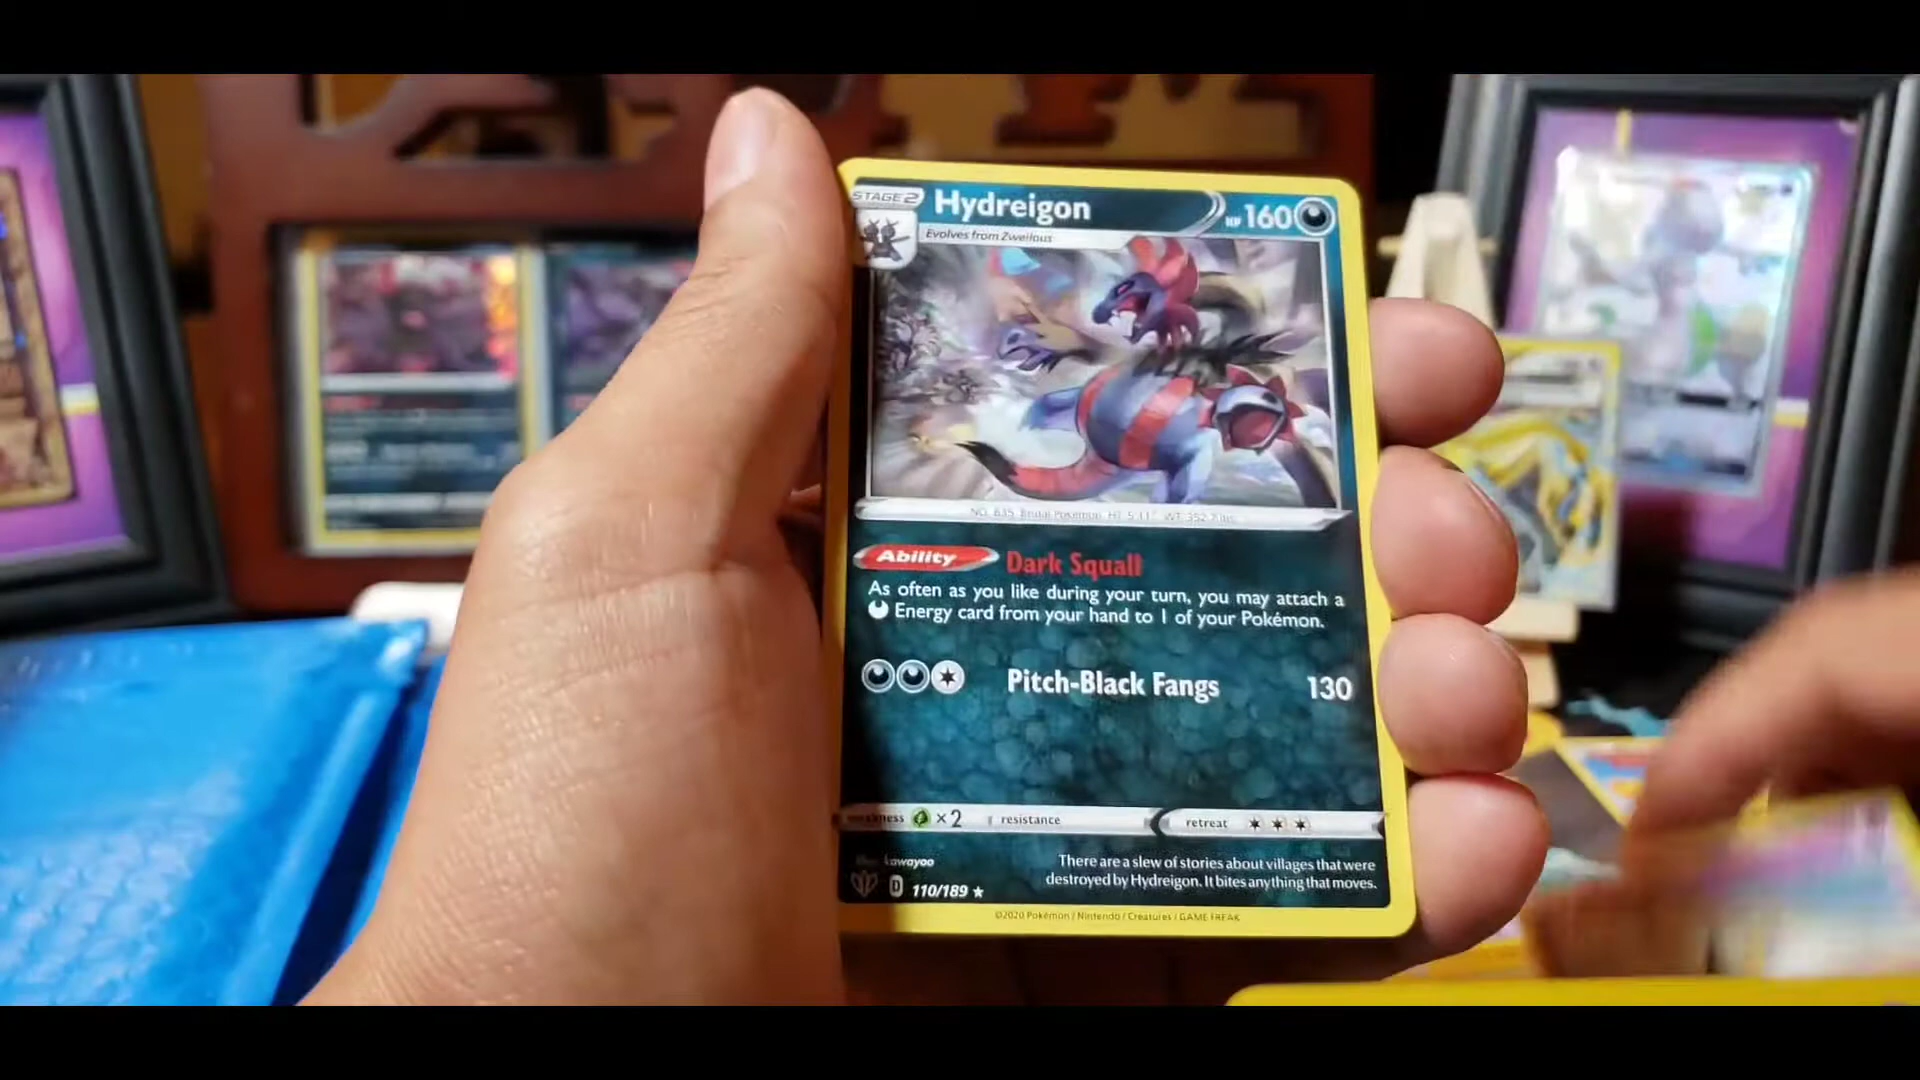 STAGE 2
Hydreigon
HP 160
Evolves from Zweilous
NO. 635 Brutal Pokémon HT: 5'11" WT: 352.7 lbs.
Ability Dark Squall
As often as you like during your turn, you may attach a
Energy card from your hand to 1 of your Pokémon.
Pitch-Black Fangs 130
weakness ×2 resistance retreat
Illus. kawayoo
D 110/189
There are a slew of stories about villages that were
destroyed by Hydreigon. It bites anything that moves.
©2020 Pokémon / Nintendo / Creatures / GAME FREAK